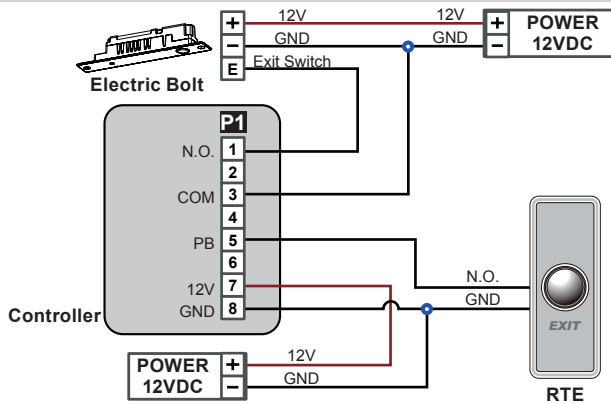 + 12V 12V + POWER
− GND GND − 12VDC
E Exit Switch
Electric Bolt
P1
N.O. 1
2
COM 3
4
PB 5
6
12V 7
GND 8
Controller
N.O.
GND
EXIT
RTE
POWER + 12V
12VDC − GND